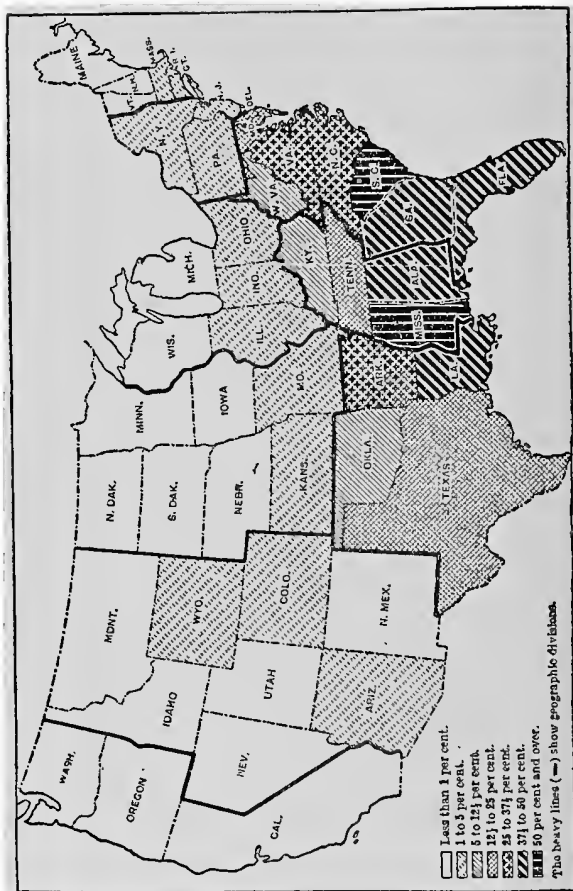 WASH.
OREGON
CAL.
NEV.
IDAHO
MONT.
WYO.
UTAH
COLO.
ARIZ.
N. MEX.
N. DAK.
S. DAK.
NEBR.
KANS.
OKLA.
TEXAS
MINN.
IOWA
MO.
ARK.
LA.
WIS.
ILL.
MICH.
IND.
OHIO
KY.
TENN.
MISS.
ALA.
GA.
FLA.
S.C.
N.C.
VA.
W. VA.
DEL.
N.J.
PA.
N.Y.
VT.
N.H.
MAINE
MASS.
R.I.
CT.
Less than 1 per cent.
1 to 5 per cent.
5 to 12½ per cent.
12½ to 25 per cent.
25 to 37½ per cent.
37½ to 50 per cent.
50 per cent and over.
The heavy lines (—) show geographic divisions.